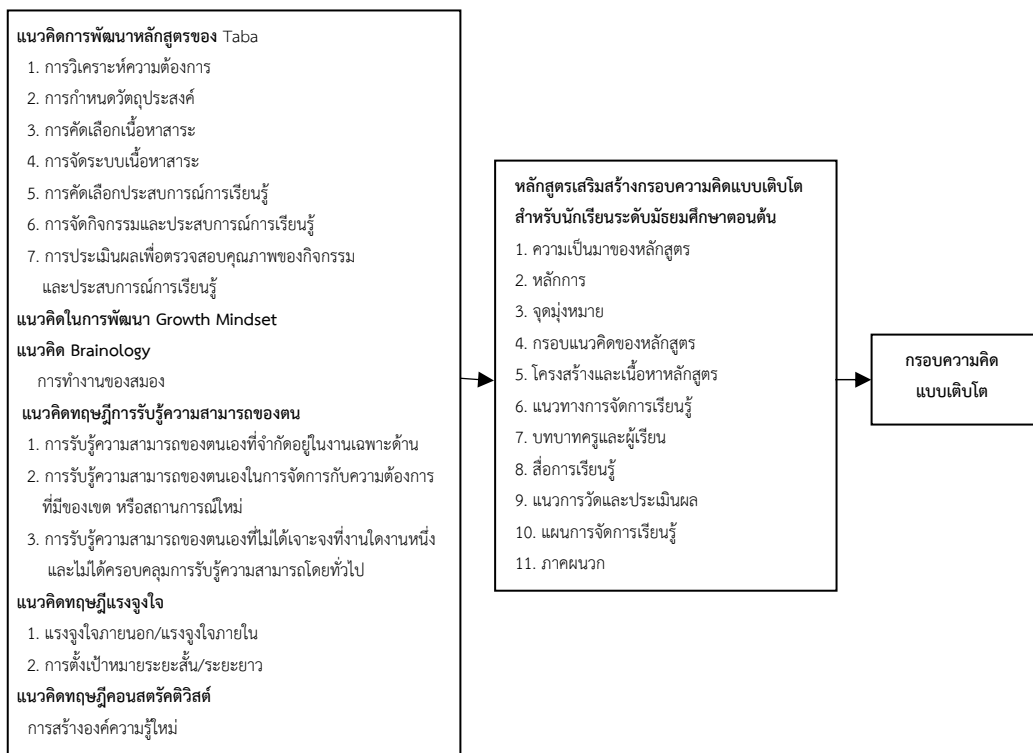 แนวคิดการพัฒนาหลักสูตรของ Taba
1. การวิเคราะห์ความต้องการ
2. การกำหนดวัตถุประสงค์
3. การคัดเลือกเนื้อหาสาระ
4. การจัดระบบเนื้อหาสาระ
5. การคัดเลือกประสบการณ์การเรียนรู้
6. การจัดกิจกรรมและประสบการณ์การเรียนรู้
7. การประเมินผลเพื่อตรวจสอบคุณภาพของกิจกรรม
และประสบการณ์การเรียนรู้
แนวคิดในการพัฒนา Growth Mindset
แนวคิด Brainology
การทำงานของสมอง
แนวคิดทฤษฎีการรับรู้ความสามารถของตน
1. การรับรู้ความสามารถของตนเองที่จำกัดอยู่ในงานเฉพาะด้าน
2. การรับรู้ความสามารถของตนเองในการจัดการกับความต้องการ
ที่มีของเขต หรือสถานการณ์ใหม่
3. การรับรู้ความสามารถของตนเองที่ไม่ได้เจาะจงที่งานใดงานหนึ่ง
และไม่ได้ครอบคลุมการรับรู้ความสามารถโดยทั่วไป
แนวคิดทฤษฎีแรงจูงใจ
1. แรงจูงใจภายนอก/แรงจูงใจภายใน
2. การตั้งเป้าหมายระยะสั้น/ระยะยาว
แนวคิดทฤษฎีคอนสตรัคติวิสต์
การสร้างองค์ความรู้ใหม่
หลักสูตรเสริมสร้างกรอบความคิดแบบเติบโต
สำหรับนักเรียนระดับมัธยมศึกษาตอนต้น
1. ความเป็นมาของหลักสูตร
2. หลักการ
3. จุดมุ่งหมาย
4. กรอบแนวคิดของหลักสูตร
5. โครงสร้างและเนื้อหาหลักสูตร
6. แนวทางการจัดการเรียนรู้
7. บทบาทครูและผู้เรียน
8. สื่อการเรียนรู้
9. แนวการวัดและประเมินผล
10. แผนการจัดการเรียนรู้
11. ภาคผนวก
กรอบความคิด
แบบเติบโต